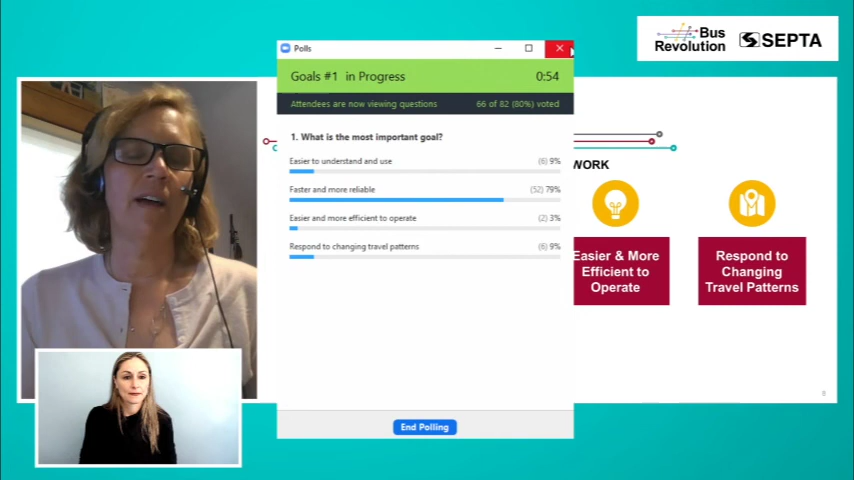 Bus
Revolution
SEPTA
Polls
Goals #1 in Progress
0:54
Attendees are now viewing questions
66 of 82 (80%) voted
1. What is the most important goal?
Easier to understand and use
(6) 9%
Faster and more reliable
(52) 79%
Easier and more efficient to operate
(2) 3%
Respond to changing travel patterns
(6) 9%
End Polling
WORK
Easier & More
Efficient to
Operate
Respond to
Changing
Travel Patterns
8